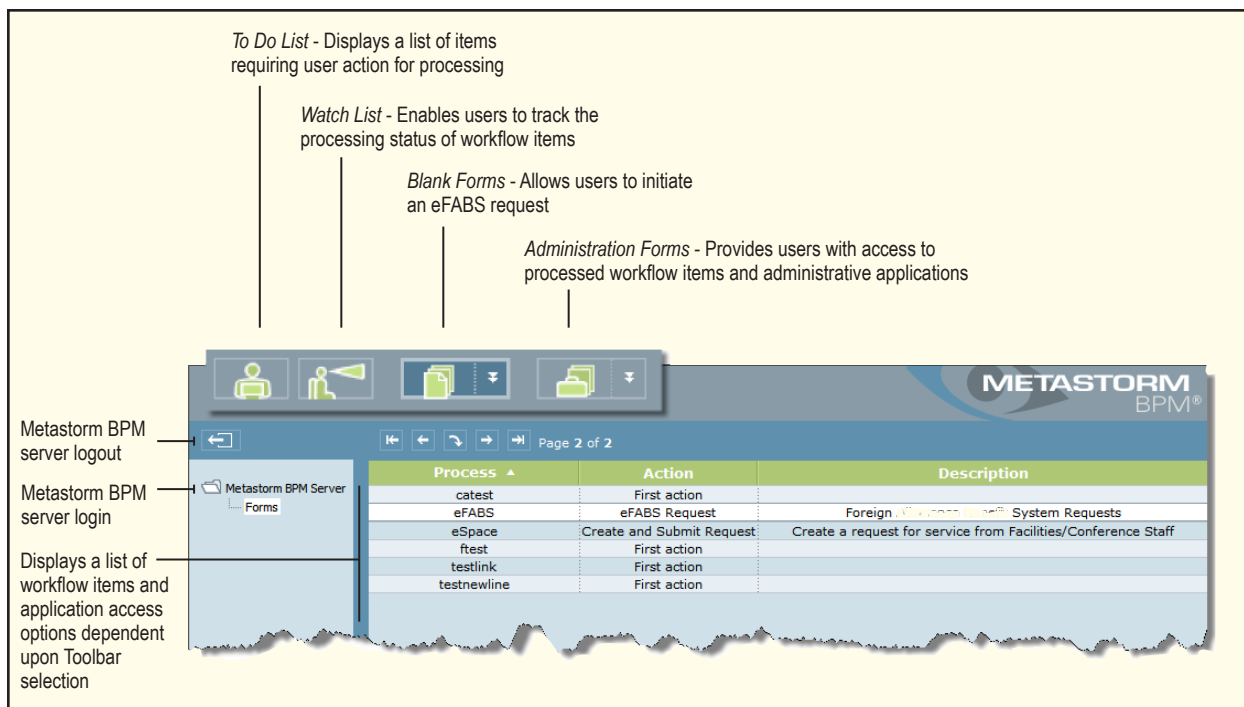 To Do List - Displays a list of items
requiring user action for processing
Watch List - Enables users to track the
processing status of workflow items
Blank Forms - Allows users to initiate
an eFABS request
Administration Forms - Provides users with access to
processed workflow items and administrative applications
METASTORM
BPM®
Metastorm BPM
server logout
Page 2 of 2
Process Action Description
Metastorm BPM
server login
Metastorm BPM Server
Forms
catest First action
eFABS eFABS Request Foreign System Requests
eSpace Create and Submit Request Create a request for service from Facilities/Conference Staff
ftest First action
testlink First action
testnewline First action
Displays a list of
workflow items and
application access
options dependent
upon Toolbar
selection